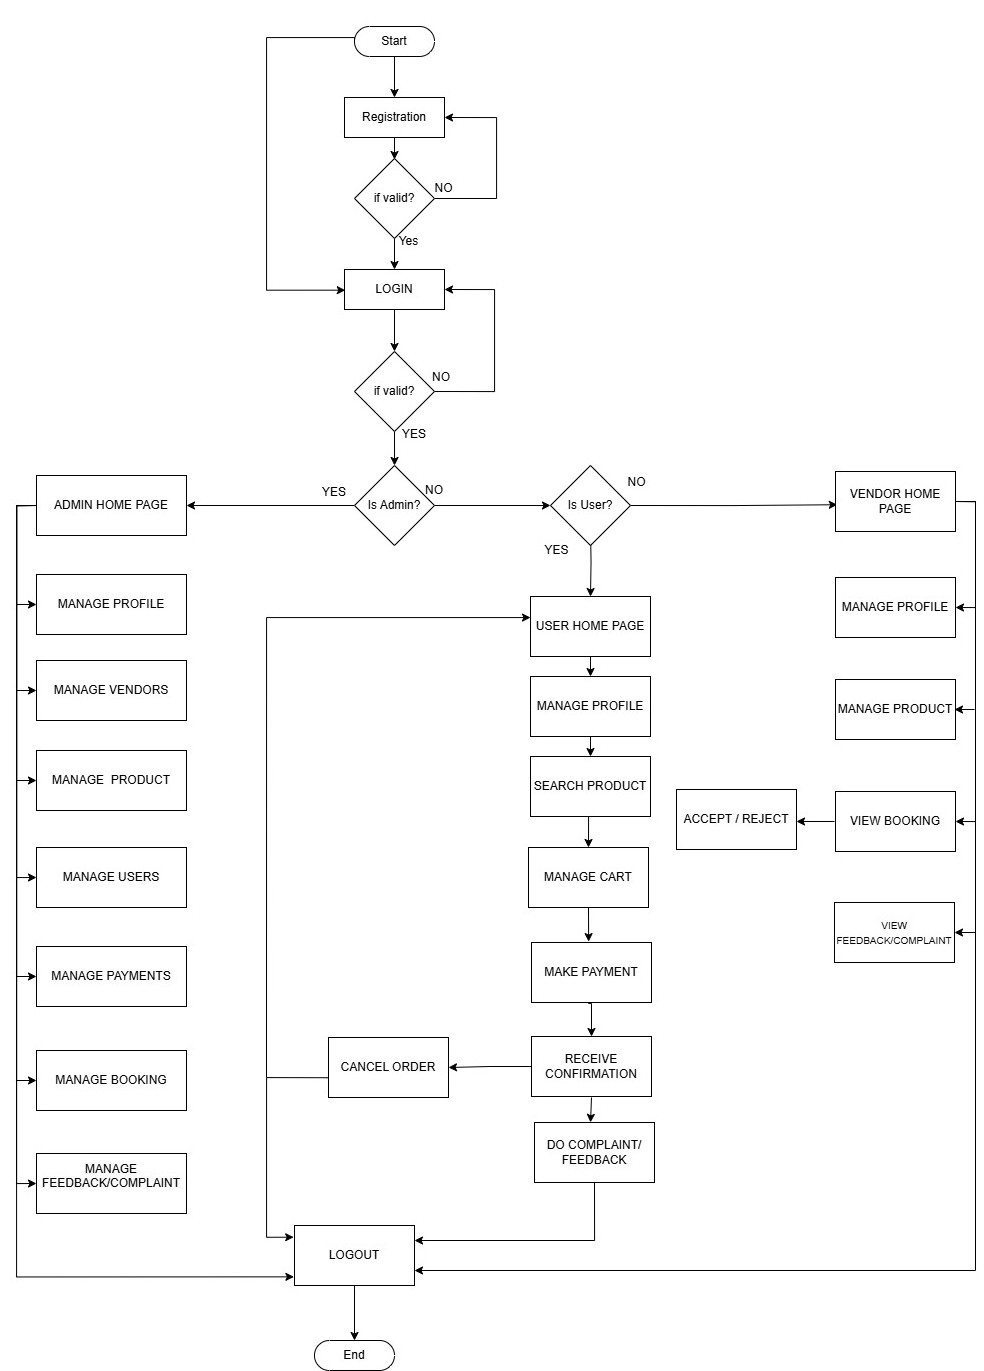 Start
Registration
if valid?
NO
Yes
LOGIN
if valid?
NO
YES
Is Admin?
YES
NO
Is User?
NO
YES
ADMIN HOME PAGE
MANAGE PROFILE
MANAGE VENDORS
MANAGE  PRODUCT
MANAGE USERS
MANAGE PAYMENTS
MANAGE BOOKING
MANAGE
FEEDBACK/COMPLAINT
USER HOME PAGE
MANAGE PROFILE
SEARCH PRODUCT
MANAGE CART
MAKE PAYMENT
RECEIVE
CONFIRMATION
CANCEL ORDER
DO COMPLAINT/
FEEDBACK
VENDOR HOME
PAGE
MANAGE PROFILE
MANAGE PRODUCT
VIEW BOOKING
ACCEPT / REJECT
VIEW
FEEDBACK/COMPLAINT
LOGOUT
End